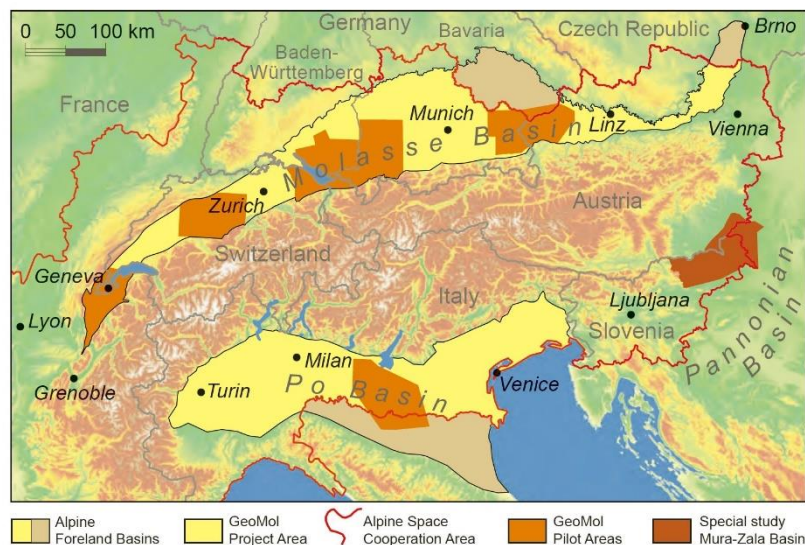 0 50 100 km
Germany
Czech Republic
Brno
Bavaria
Baden-
Württemberg
France
Munich
Linz
Vienna
Molasse Basin
Zurich
Austria
Switzerland
Geneva
Italy
Ljubljana
Slovenia
Pannonian
Basin
Lyon
Milan
Grenoble
Turin
Po Basin
Venice
Alpine
Foreland Basins
GeoMol
Project Area
Alpine Space
Cooperation Area
GeoMol
Pilot Areas
Special study
Mura-Zala Basin